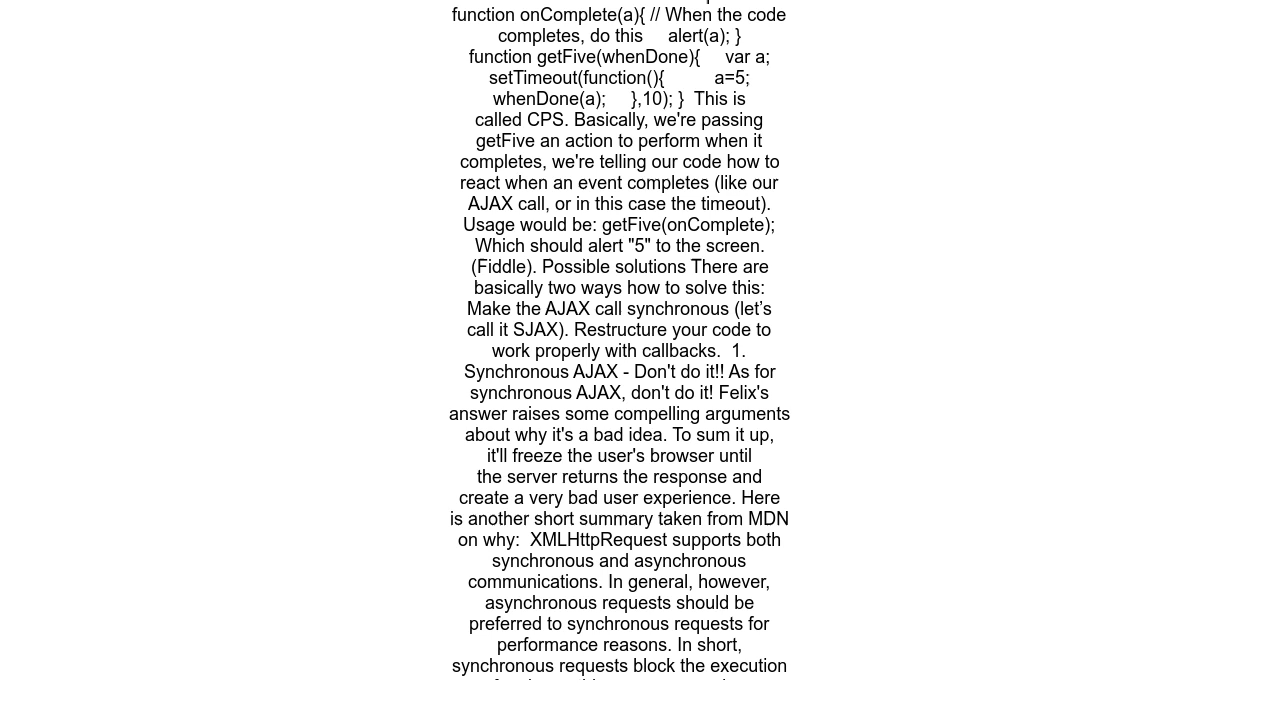 function onComplete(a){ // When the code
completes, do this     alert(a); }
function getFive(whenDone){     var a;
setTimeout(function(){          a=5;
whenDone(a);     },10); }  This is
called CPS. Basically, we're passing
getFive an action to perform when it
completes, we're telling our code how to
react when an event completes (like our
AJAX call, or in this case the timeout).
Usage would be: getFive(onComplete);
Which should alert "5" to the screen.
(Fiddle). Possible solutions There are
basically two ways how to solve this:
Make the AJAX call synchronous (let’s
call it SJAX). Restructure your code to
work properly with callbacks.  1.
Synchronous AJAX - Don't do it!! As for
synchronous AJAX, don't do it! Felix's
answer raises some compelling arguments
about why it's a bad idea. To sum it up,
it'll freeze the user's browser until
the server returns the response and
create a very bad user experience. Here
is another short summary taken from MDN
on why:  XMLHttpRequest supports both
synchronous and asynchronous
communications. In general, however,
asynchronous requests should be
preferred to synchronous requests for
performance reasons. In short,
synchronous requests block the execution